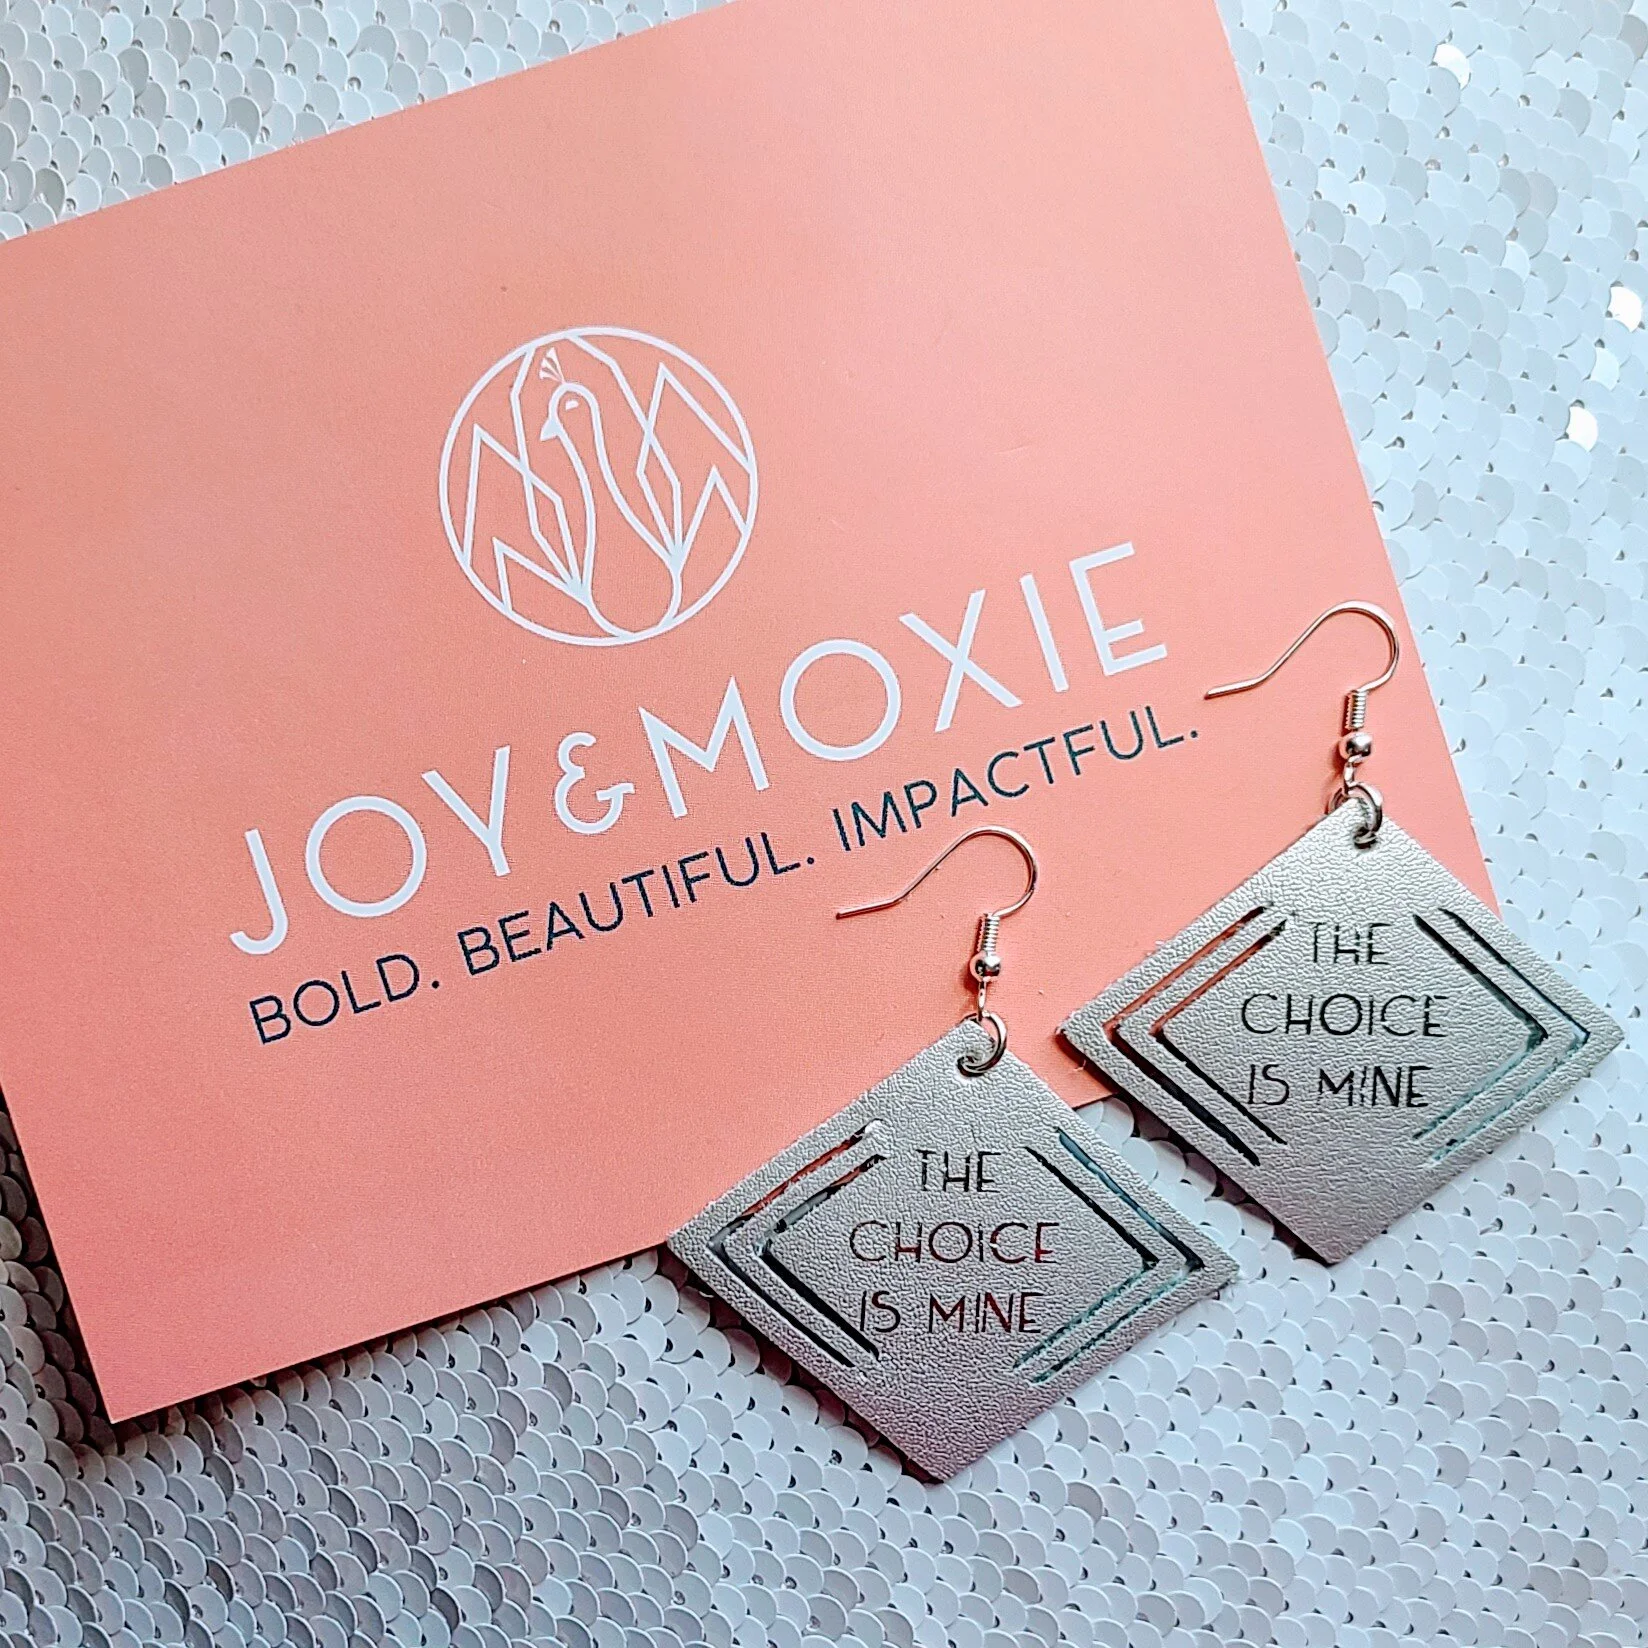 JOY&MOXIE
BOLD. BEAUTIFUL. IMPACTFUL.
THE
CHOICE
IS MINE
THE
CHOICE
IS MINE